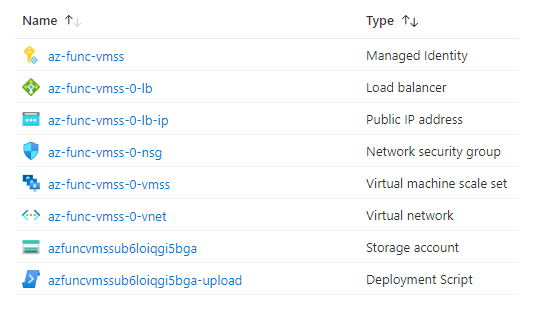 Name ↑↓ Type ↑↓
az-func-vmss Managed Identity
az-func-vmss-0-lb Load balancer
az-func-vmss-0-lb-ip Public IP address
az-func-vmss-0-nsg Network security group
az-func-vmss-0-vmss Virtual machine scale set
az-func-vmss-0-vnet Virtual network
azfuncvmssub6loiqgi5bga Storage account
azfuncvmssub6loiqgi5bga-upload Deployment Script